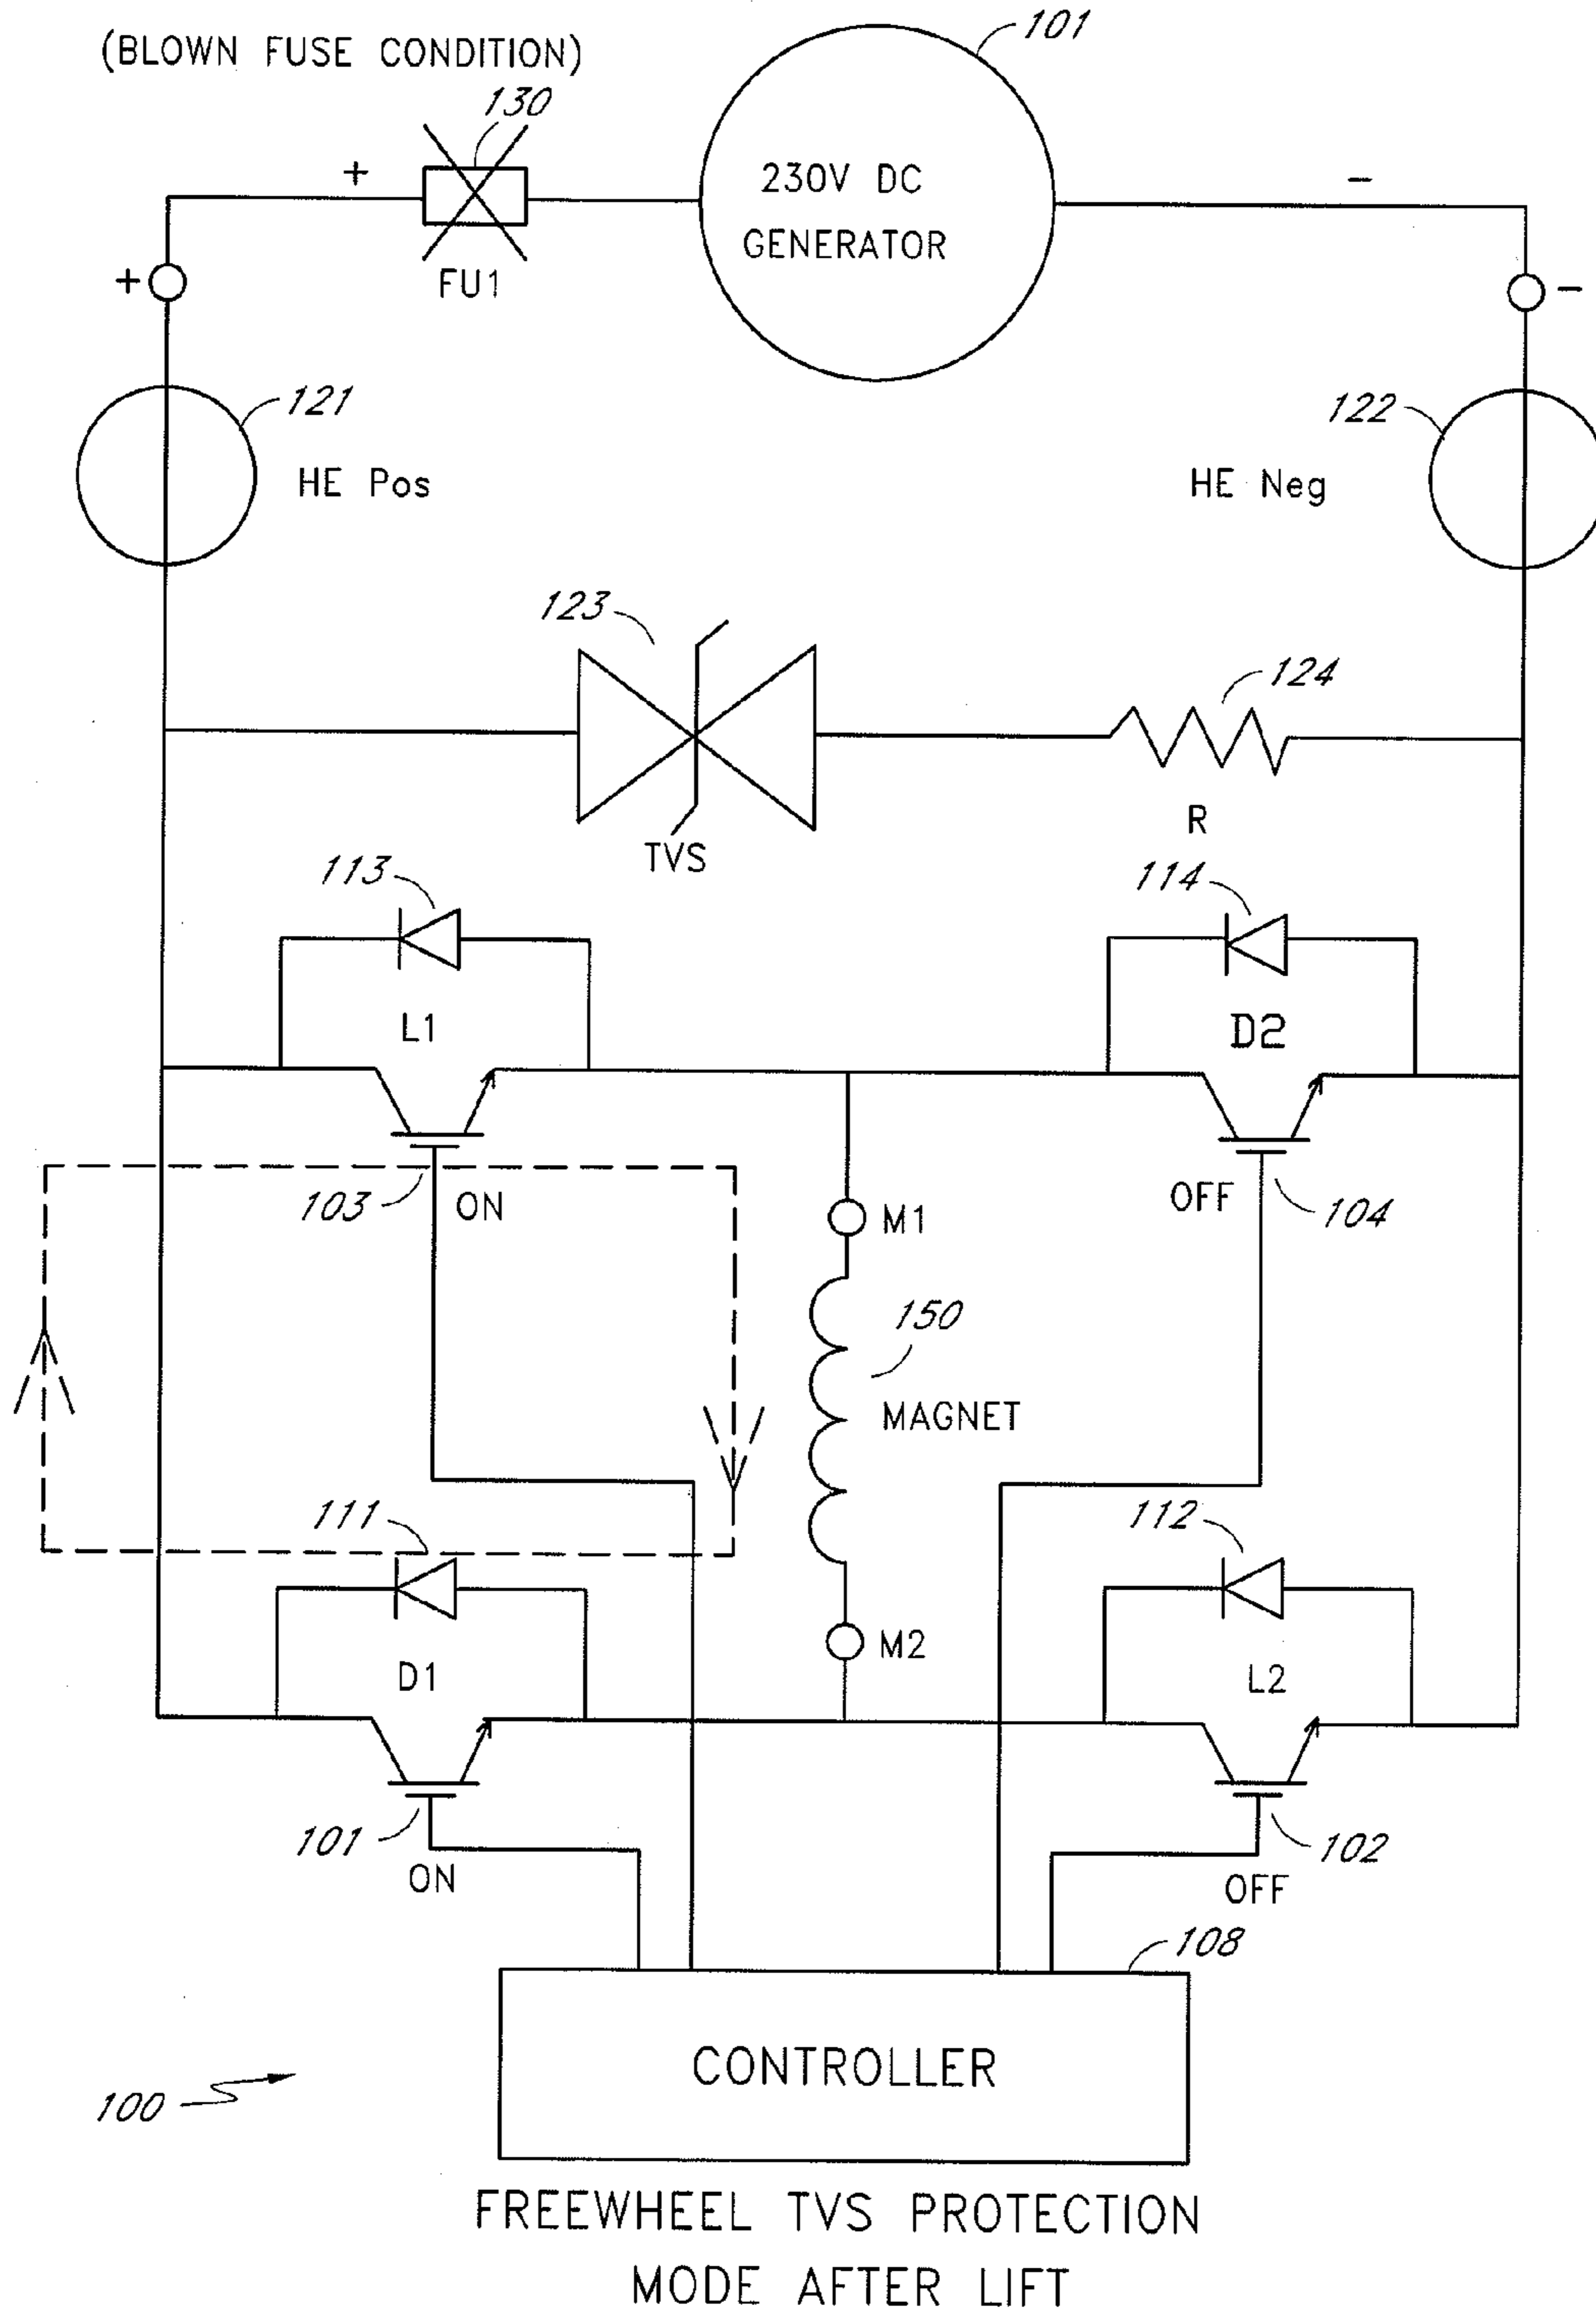 101
(BLOWN FUSE CONDITION)
130
+
230V DC
GENERATOR
−
+
FU1
−
121
HE Pos
122
HE Neg
123
124
TVS
R
113
114
L1
D2
103
ON
M1
OFF
104
150
MAGNET
111
112
M2
D1
L2
101
ON
102
OFF
108
CONTROLLER
100
FREEWHEEL TVS PROTECTION
MODE AFTER LIFT